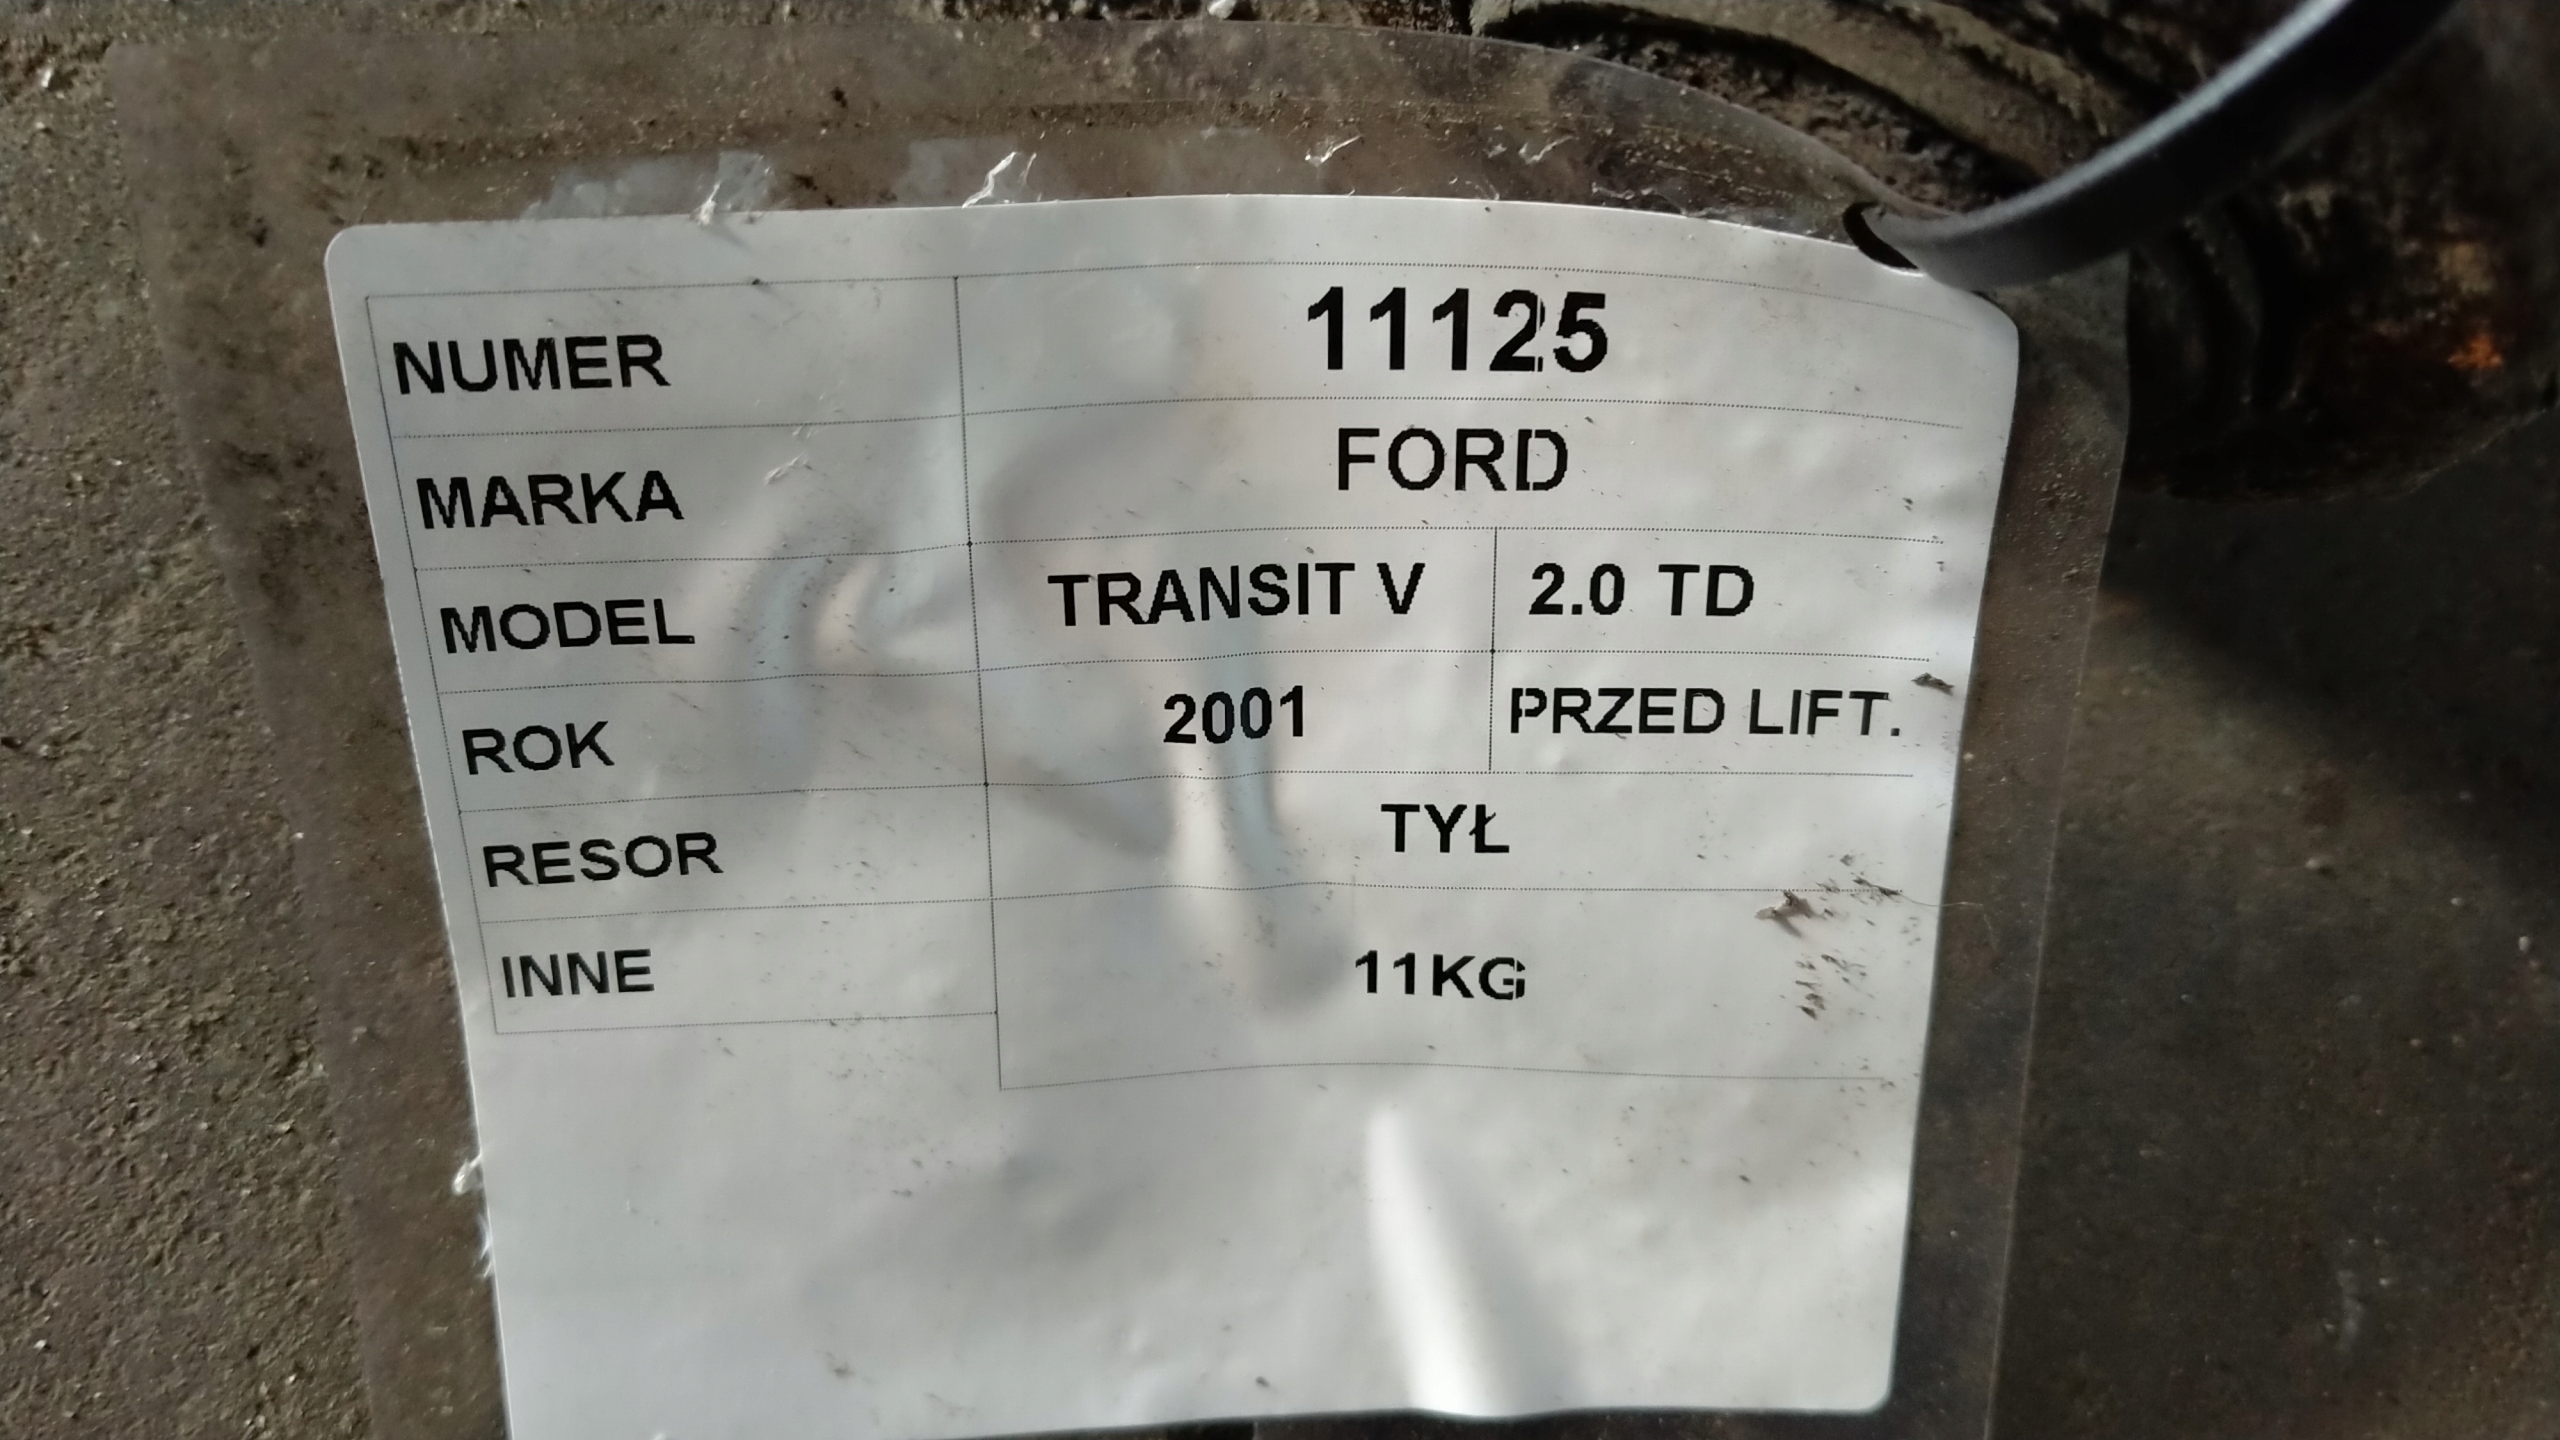 NUMER 11125
MARKA FORD
MODEL TRANSIT V 2.0 TD
ROK 2001 PRZED LIFT.
RESOR TYŁ
INNE 11KG